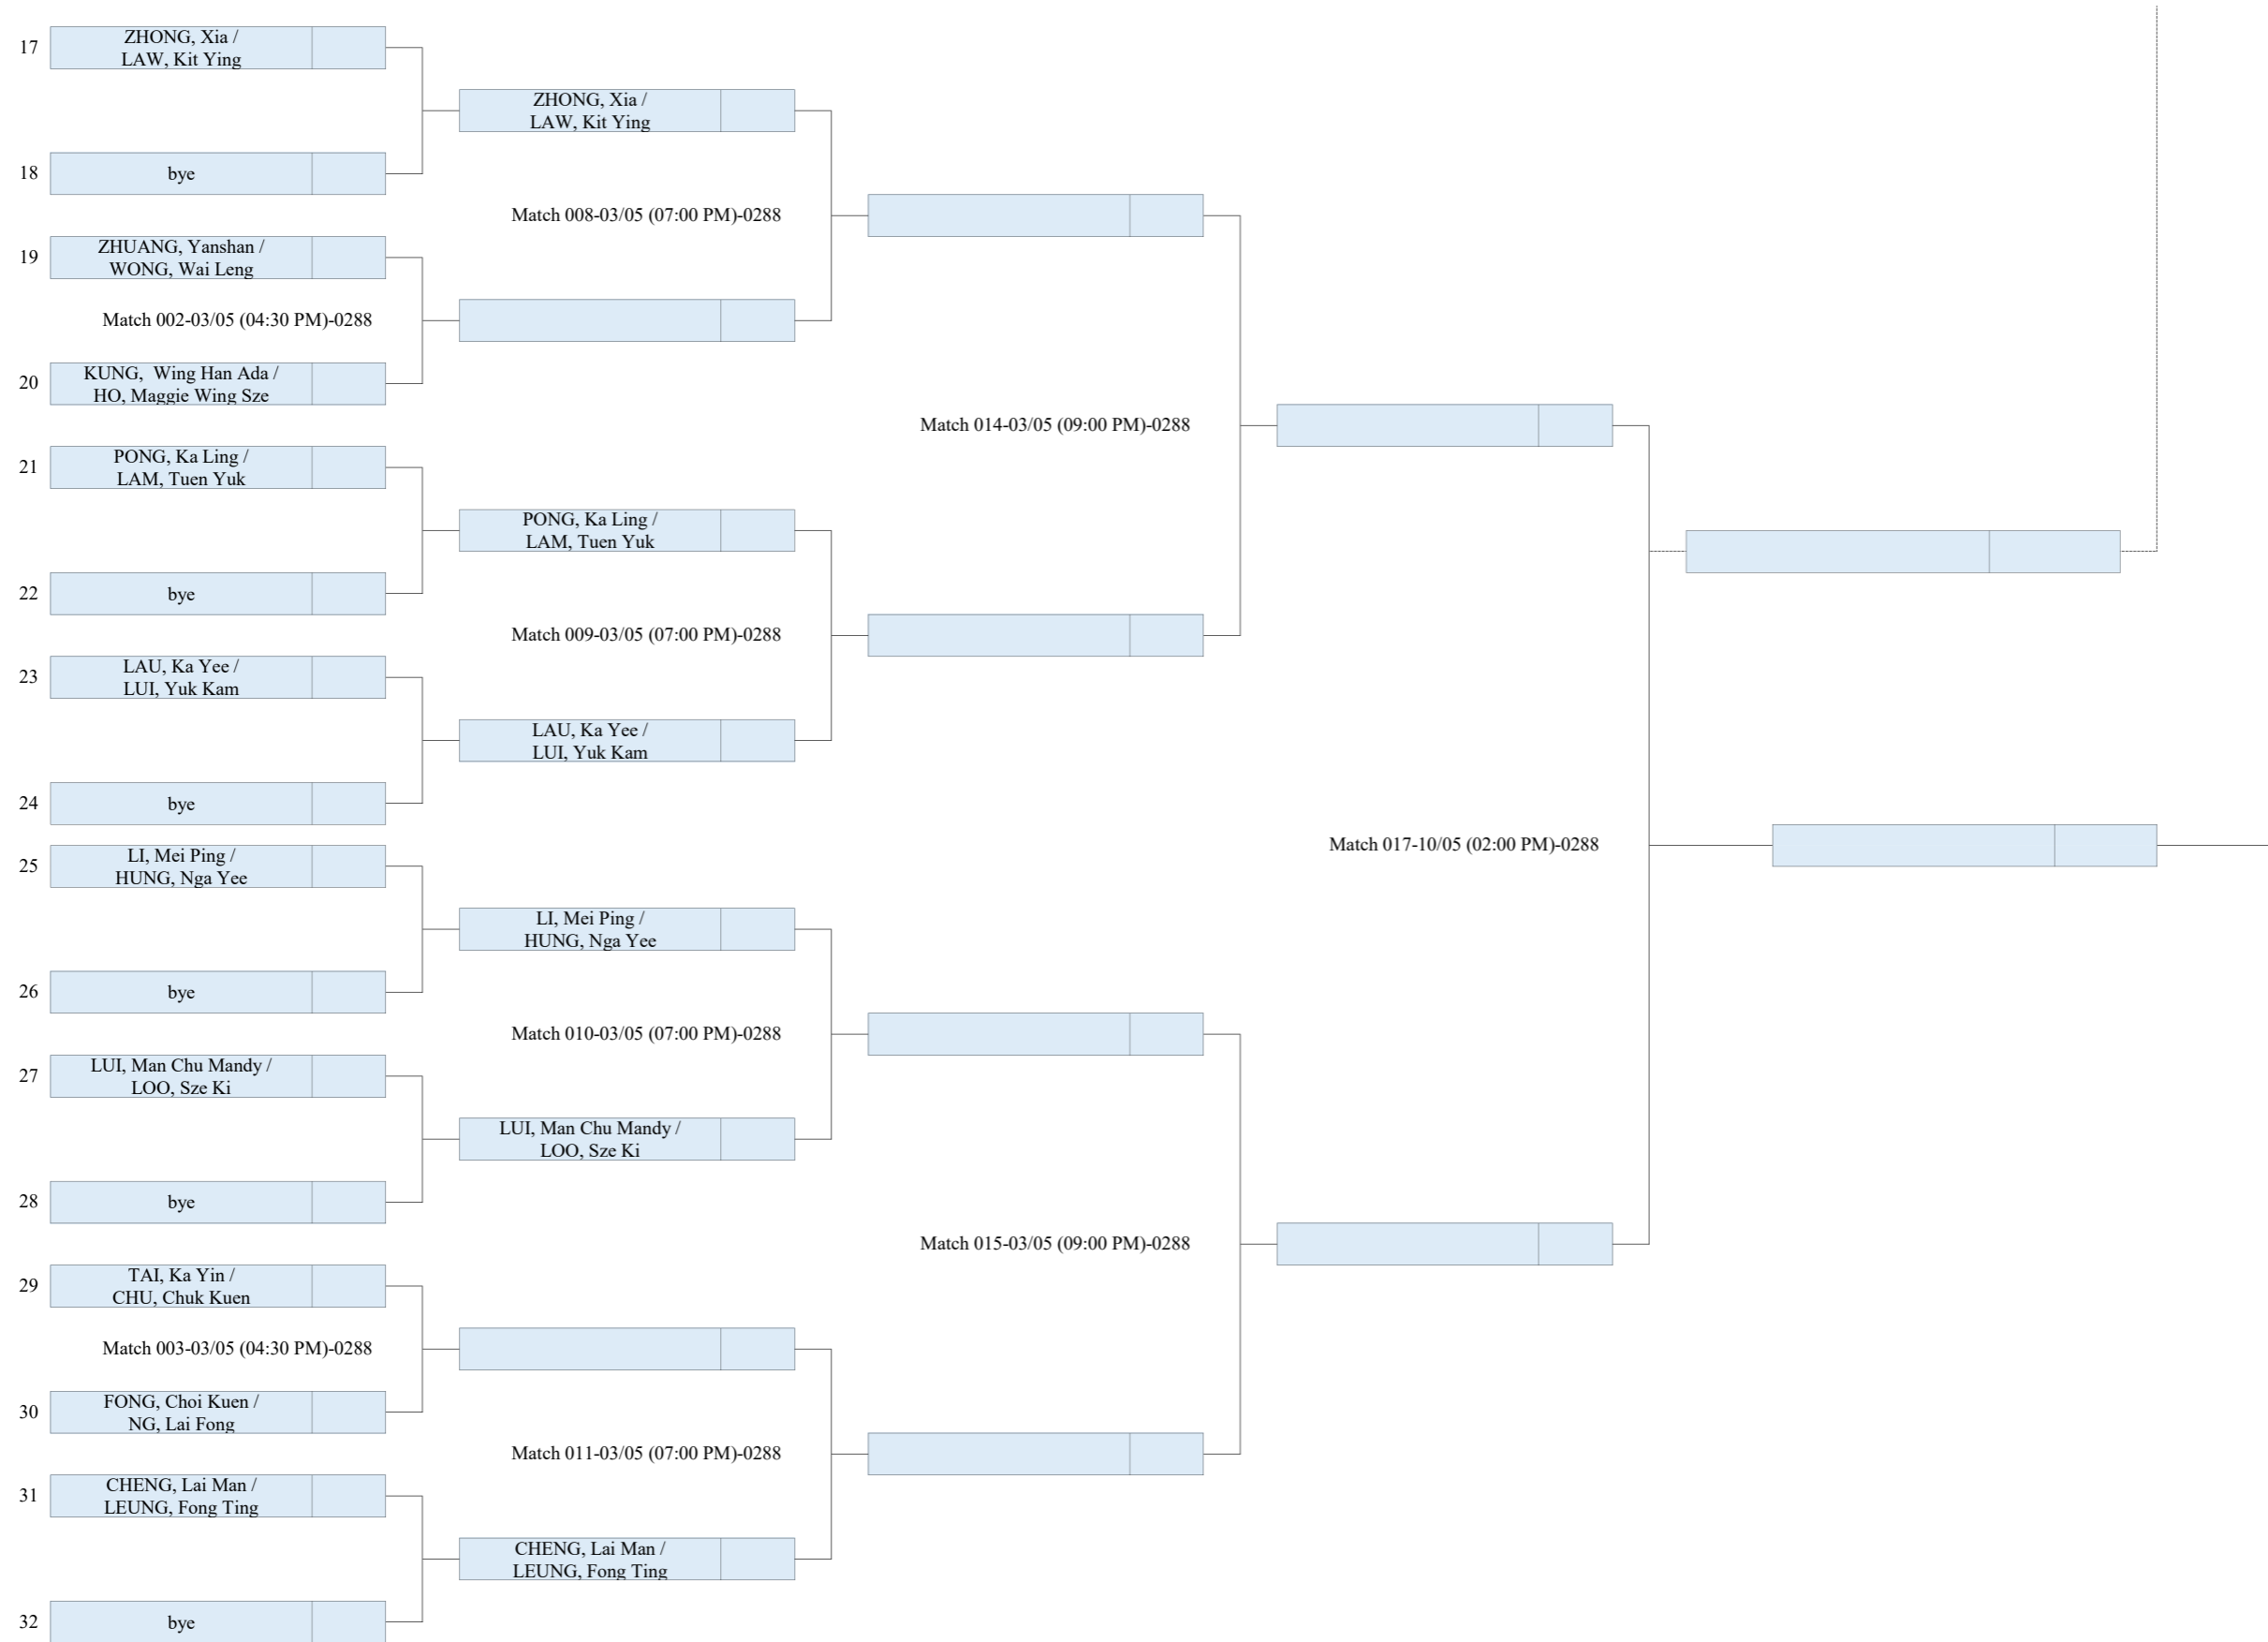 17
ZHONG, Xia /
LAW, Kit Ying
ZHONG, Xia /
LAW, Kit Ying
18
bye
Match 008-03/05 (07:00 PM)-0288
19
ZHUANG, Yanshan /
WONG, Wai Leng
Match 002-03/05 (04:30 PM)-0288
20
KUNG,  Wing Han Ada /
HO, Maggie Wing Sze
Match 014-03/05 (09:00 PM)-0288
21
PONG, Ka Ling /
LAM, Tuen Yuk
PONG, Ka Ling /
LAM, Tuen Yuk
22
bye
Match 009-03/05 (07:00 PM)-0288
23
LAU, Ka Yee /
LUI, Yuk Kam
LAU, Ka Yee /
LUI, Yuk Kam
24
bye
Match 017-10/05 (02:00 PM)-0288
25
LI, Mei Ping /
HUNG, Nga Yee
LI, Mei Ping /
HUNG, Nga Yee
26
bye
Match 010-03/05 (07:00 PM)-0288
27
LUI, Man Chu Mandy /
LOO, Sze Ki
LUI, Man Chu Mandy /
LOO, Sze Ki
28
bye
Match 015-03/05 (09:00 PM)-0288
29
TAI, Ka Yin /
CHU, Chuk Kuen
Match 003-03/05 (04:30 PM)-0288
30
FONG, Choi Kuen /
NG, Lai Fong
Match 011-03/05 (07:00 PM)-0288
31
CHENG, Lai Man /
LEUNG, Fong Ting
CHENG, Lai Man /
LEUNG, Fong Ting
32
bye